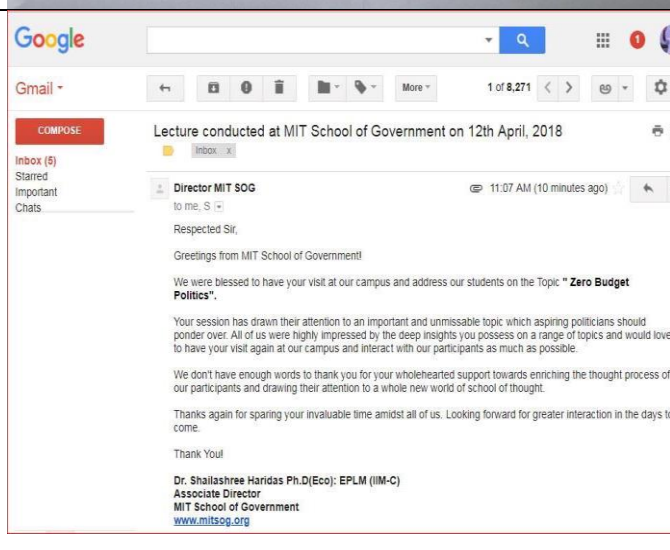 Google
1
Gmail
More
1 of 8,271
COMPOSE
Lecture conducted at MIT School of Government on 12th April, 2018
Inbox x
Inbox (5)
Starred
Important
Chats
Director MIT SOG
11:07 AM (10 minutes ago)
to me, S
Respected Sir,
Greetings from MIT School of Government!
We were blessed to have your visit at our campus and address our students on the Topic " Zero Budget
Politics".
Your session has drawn their attention to an important and unmissable topic which aspiring politicians should
ponder over. All of us were highly impressed by the deep insights you possess on a range of topics and would love
to have your visit again at our campus and interact with our participants as much as possible.
We don't have enough words to thank you for your wholehearted support towards enriching the thought process of
our participants and drawing their attention to a whole new world of school of thought.
Thanks again for sparing your invaluable time amidst all of us. Looking forward for greater interaction in the days to
come.
Thank You!
Dr. Shailashree Haridas Ph.D(Eco): EPLM (IIM-C)
Associate Director
MIT School of Government
www.mitsog.org